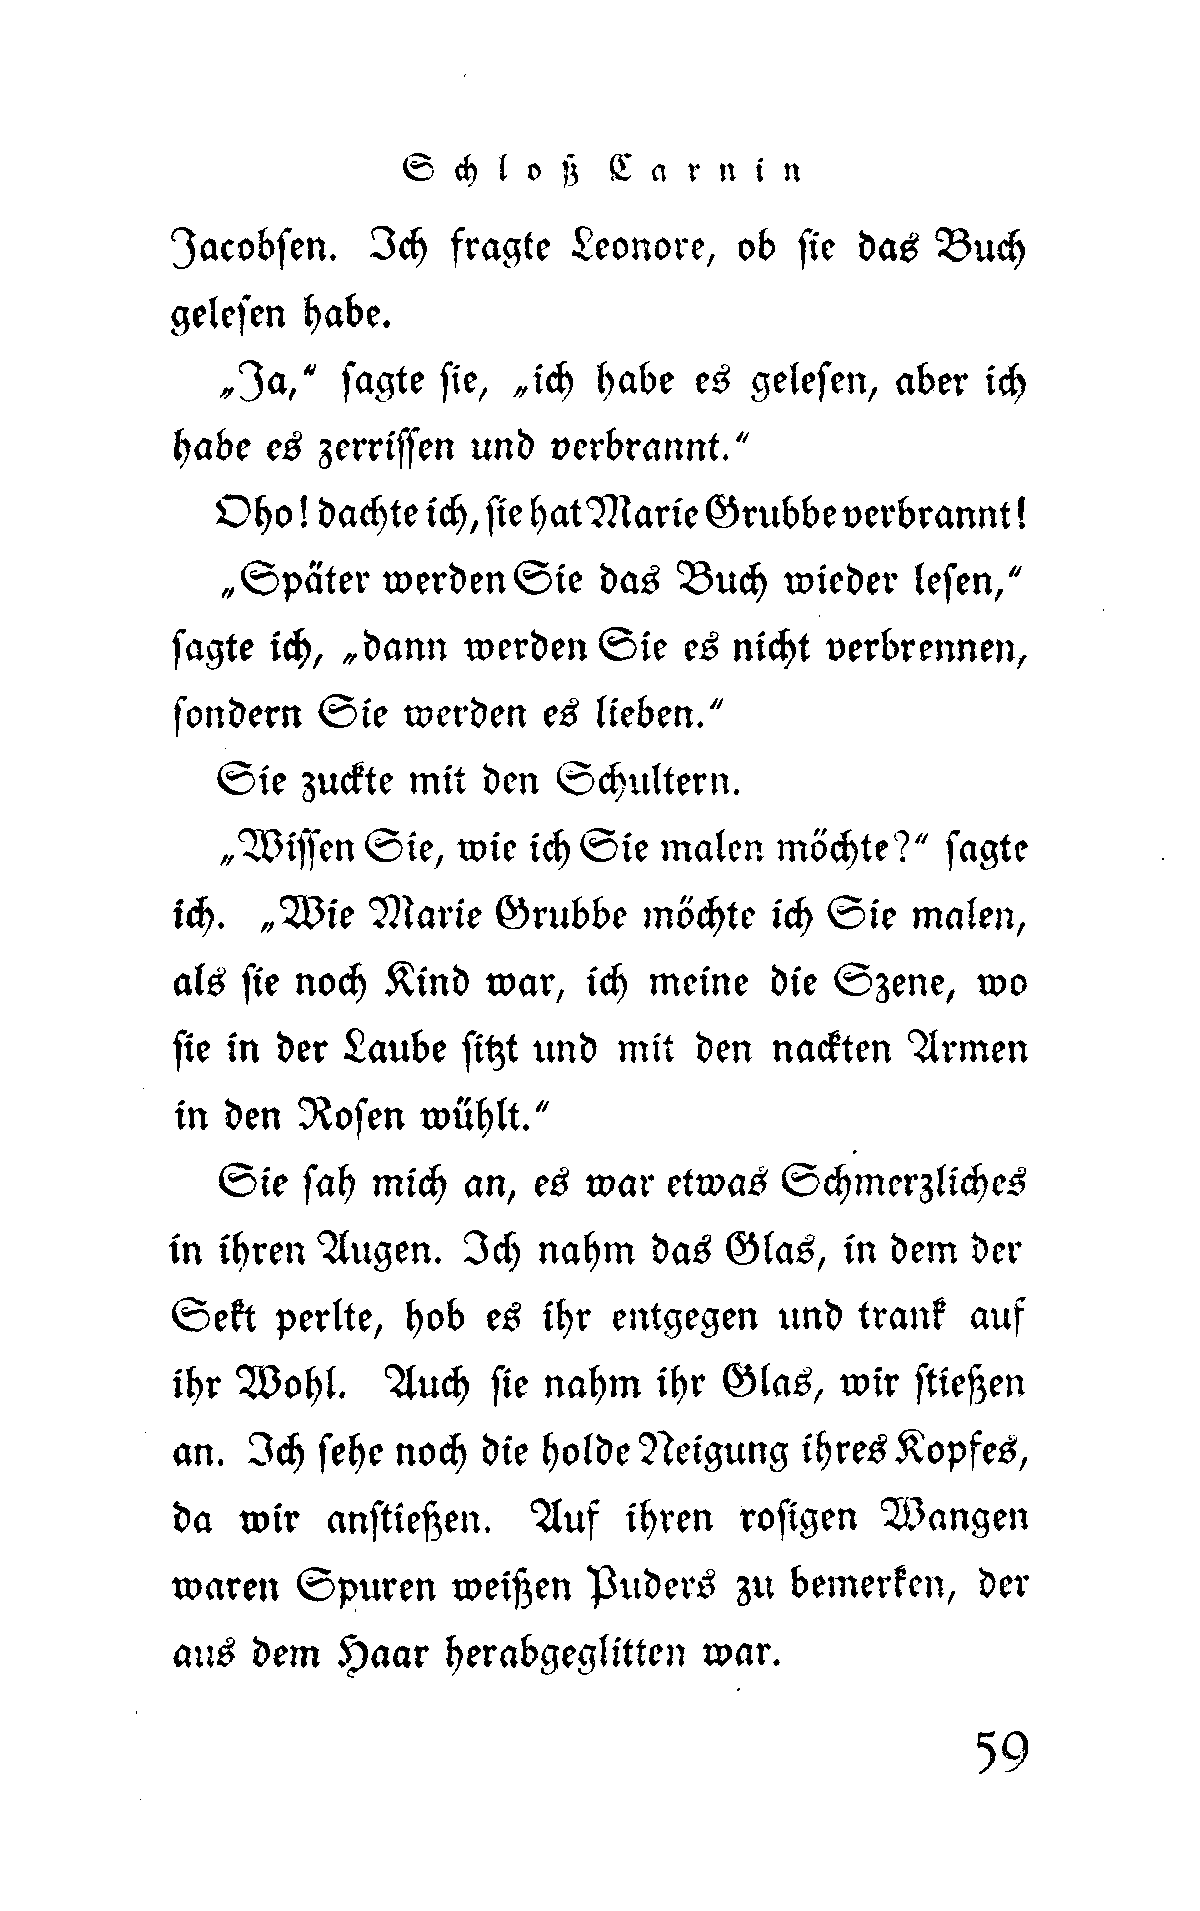 Schloß Carnin
Jacobsen. Ich fragte Leonore, ob sie das Buch
gelesen habe.
„Ja,“ sagte sie, „ich habe es gelesen, aber ich
habe es zerrissen und verbrannt.“
Oho! dachte ich, sie hat Marie Grubbe verbrannt!
„Später werden Sie das Buch wieder lesen,“
sagte ich, „dann werden Sie es nicht verbrennen,
sondern Sie werden es lieben.“
Sie zuckte mit den Schultern.
„Wissen Sie, wie ich Sie malen möchte?“ sagte
ich. „Wie Marie Grubbe möchte ich Sie malen,
als sie noch Kind war, ich meine die Szene, wo
sie in der Laube sitzt und mit den nackten Armen
in den Rosen wühlt.“
Sie sah mich an, es war etwas Schmerzliches
in ihren Augen. Ich nahm das Glas, in dem der
Sekt perlte, hob es ihr entgegen und trank auf
ihr Wohl. Auch sie nahm ihr Glas, wir stießen
an. Ich sehe noch die holde Neigung ihres Kopfes,
da wir anstießen. Auf ihren rosigen Wangen
waren Spuren weißen Puders zu bemerken, der
aus dem Haar herabgeglitten war.
59